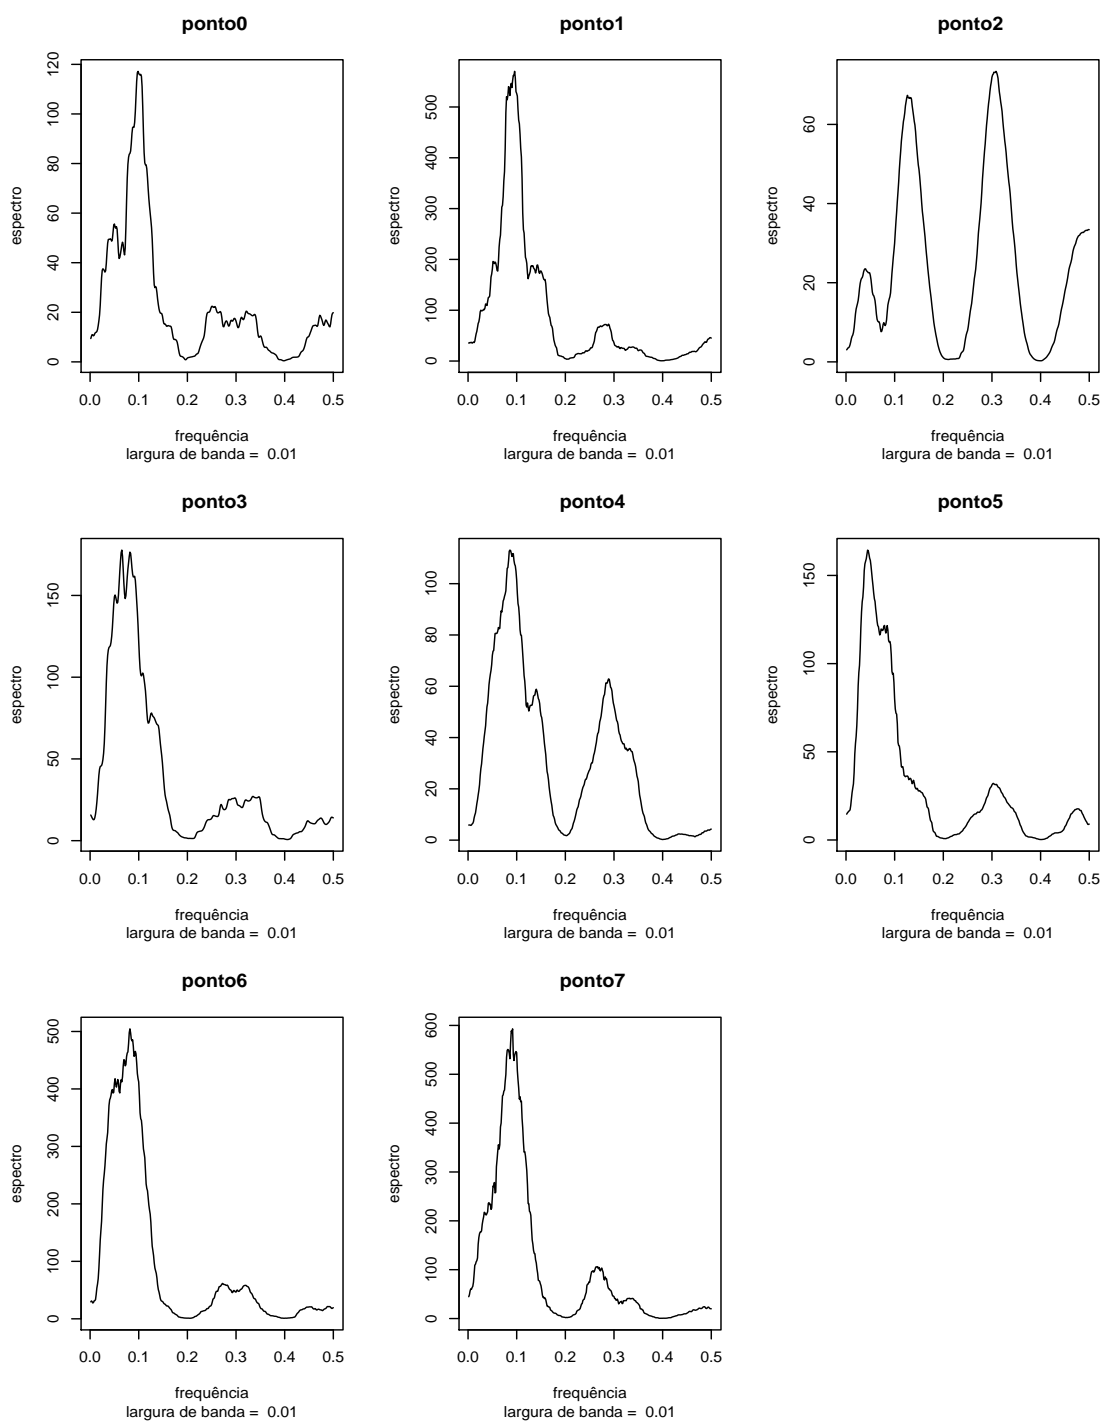 ponto0
espectro
0 20 40 60 80 100 120
0.0 0.1 0.2 0.3 0.4 0.5
frequência
largura de banda = 0.01
ponto1
espectro
0 100 200 300 400 500
0.0 0.1 0.2 0.3 0.4 0.5
frequência
largura de banda = 0.01
ponto2
espectro
0 20 40 60
0.0 0.1 0.2 0.3 0.4 0.5
frequência
largura de banda = 0.01
ponto3
espectro
0 50 100 150
0.0 0.1 0.2 0.3 0.4 0.5
frequência
largura de banda = 0.01
ponto4
espectro
0 20 40 60 80 100
0.0 0.1 0.2 0.3 0.4 0.5
frequência
largura de banda = 0.01
ponto5
espectro
0 50 100 150
0.0 0.1 0.2 0.3 0.4 0.5
frequência
largura de banda = 0.01
ponto6
espectro
0 100 200 300 400 500
0.0 0.1 0.2 0.3 0.4 0.5
frequência
largura de banda = 0.01
ponto7
espectro
0 100 200 300 400 500 600
0.0 0.1 0.2 0.3 0.4 0.5
frequência
largura de banda = 0.01